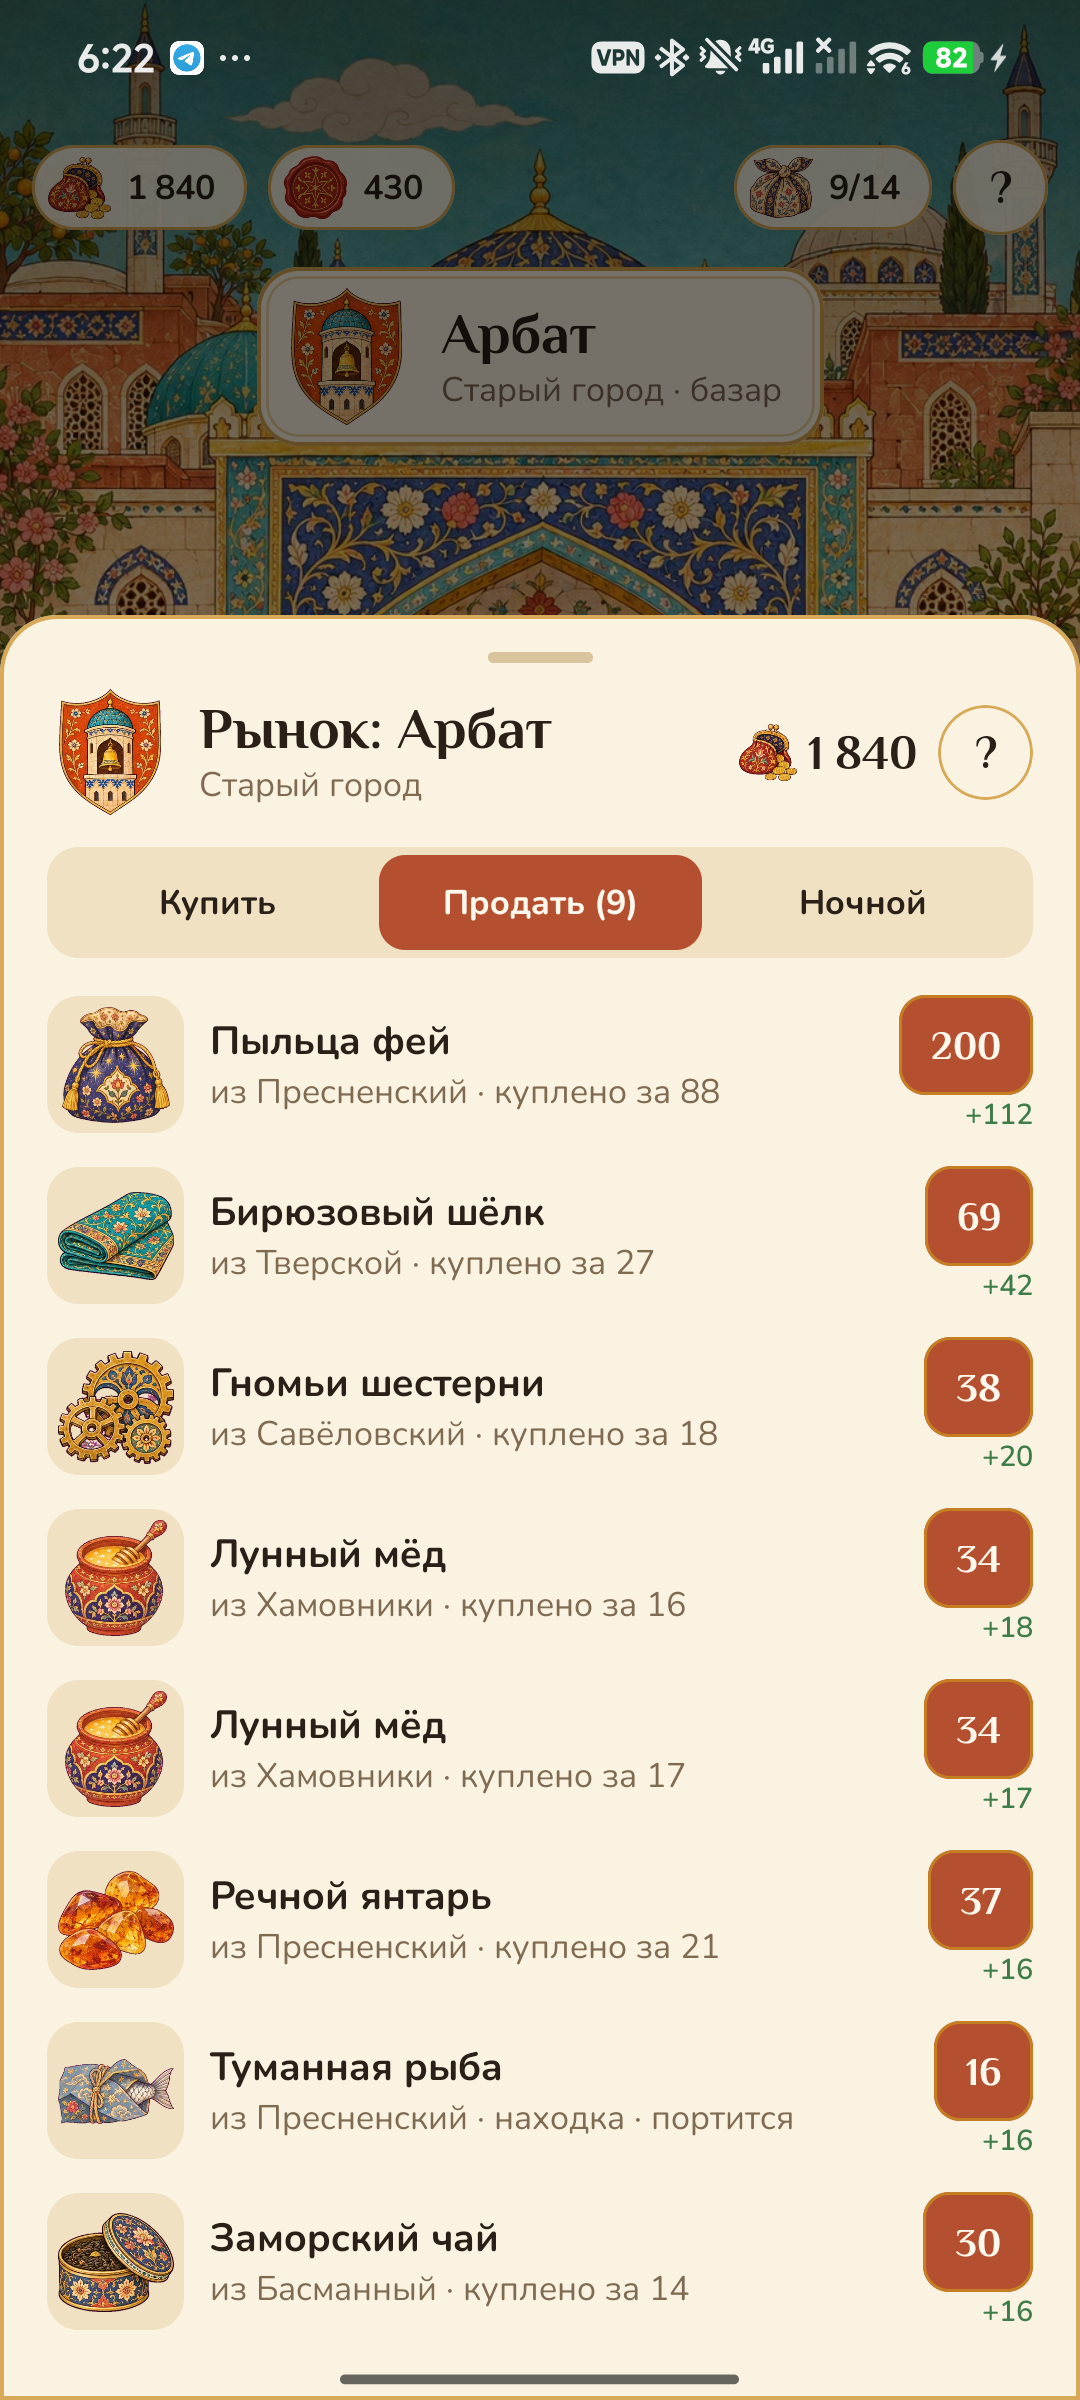 6:22
VPN 4G 6 82
1 840
430
9/14
?
Арбат
Старый город · базар
Рынок: Арбат
Старый город
1 840
?
Купить
Продать (9)
Ночной
Пыльца фей
из Пресненский · куплено за 88
200
+112
Бирюзовый шёлк
из Тверской · куплено за 27
69
+42
Гномьи шестерни
из Савёловский · куплено за 18
38
+20
Лунный мёд
из Хамовники · куплено за 16
34
+18
Лунный мёд
из Хамовники · куплено за 17
34
+17
Речной янтарь
из Пресненский · куплено за 21
37
+16
Туманная рыба
из Пресненский · находка · портится
16
+16
Заморский чай
из Басманный · куплено за 14
30
+16